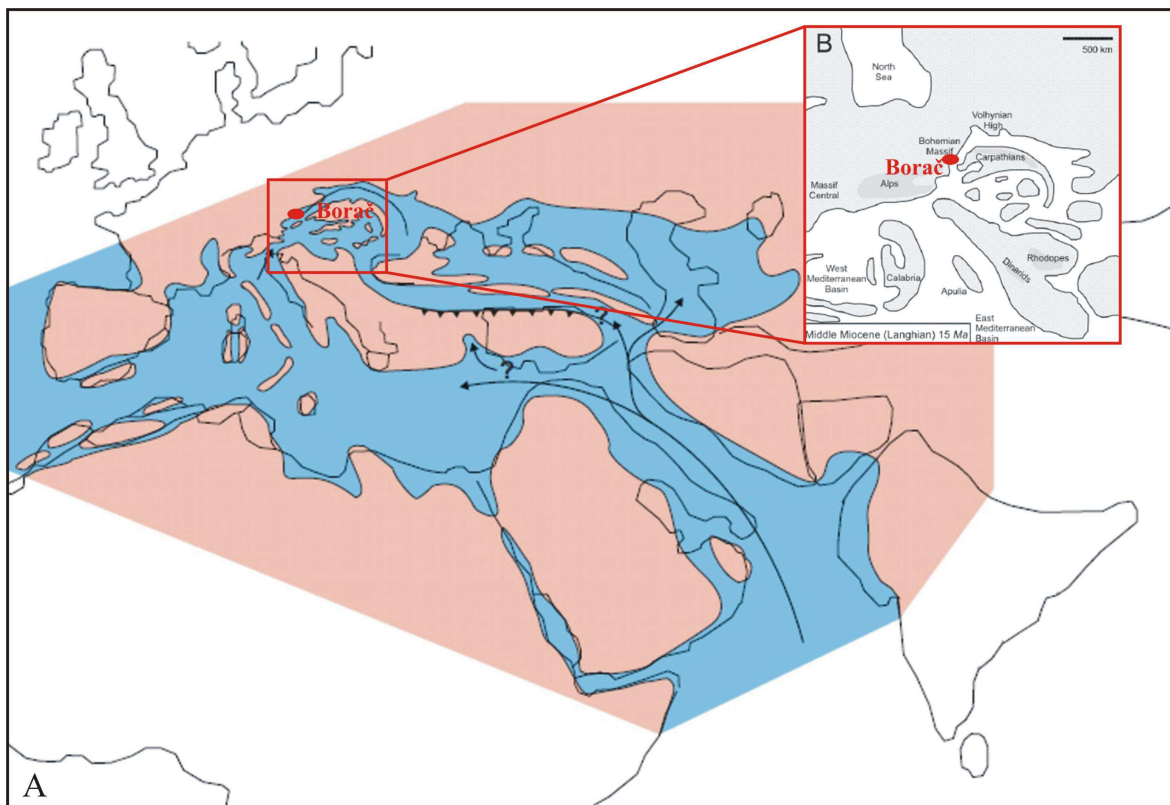 B
500 km
North
Sea
Volhynian
High
Bohemian
Massif
Carpathians
Borač
Massif
Central
Alps
Rhodopes
Dinarids
West
Mediterranean
Basin
Calabria
Apulia
East
Mediterranean
Basin
Middle Miocene (Langhian) 15 Ma
Borač
?
?
A